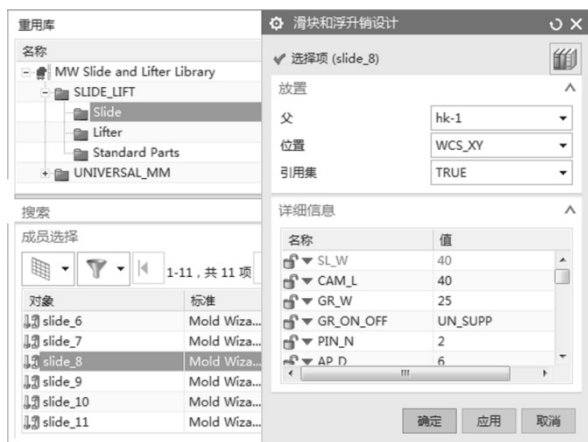 重用库
名称
MW Slide and Lifter Library
SLIDE_LIFT
Slide
Lifter
Standard Parts
UNIVERSAL_MM
搜索
成员选择
1-11，共 11 项
对象 标准
slide_6 Mold Wiza...
slide_7 Mold Wiza...
slide_8 Mold Wiza...
slide_9 Mold Wiza...
slide_10 Mold Wiza...
slide_11 Mold Wiza...
滑块和浮升销设计
选择项 (slide_8)
放置
父 hk-1
位置 WCS_XY
引用集 TRUE
详细信息
名称 值
SL_W 40
CAM_L 40
GR_W 25
GR_ON_OFF UN_SUPP
PIN_N 2
AP_D 6
确定 应用 取消